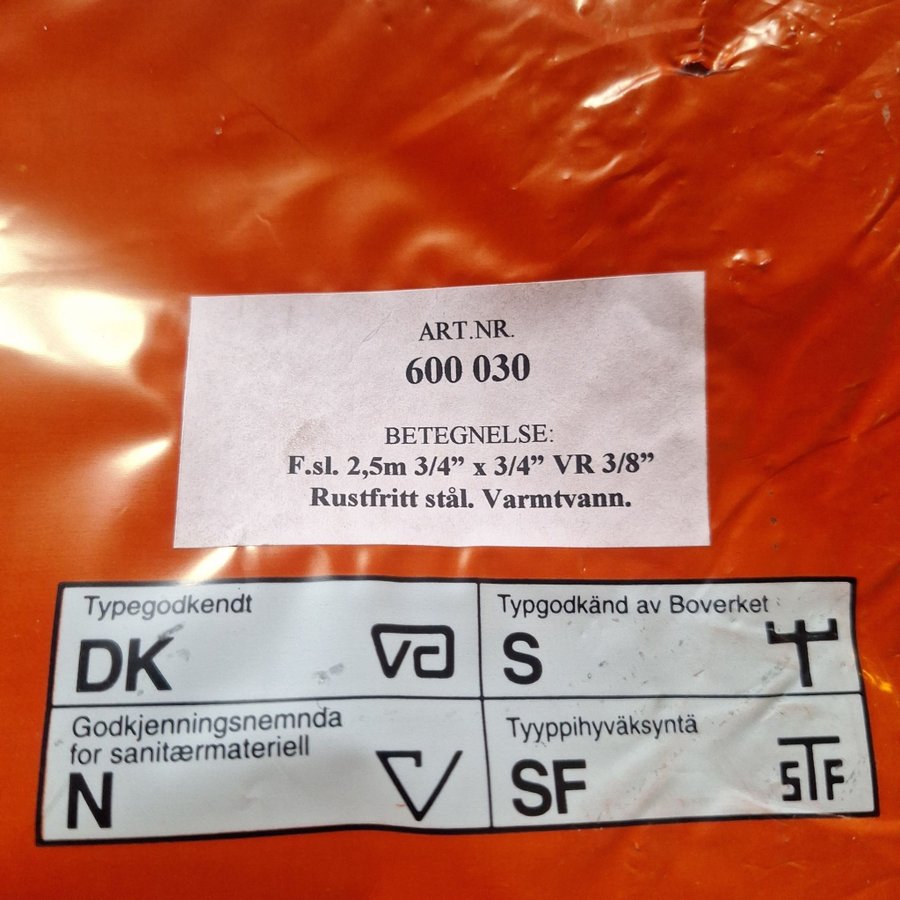 ART.NR.
600 030
BETEGNELSE:
F.sl. 2,5m 3/4” x 3/4” VR 3/8”
Rustfritt stål. Varmtvann.
Typegodkendt
DK
va
Typgodkänd av Boverket
S
Godkjenningsnemnda
for sanitærmateriell
N
Tyyppihyväksyntä
SF
STF